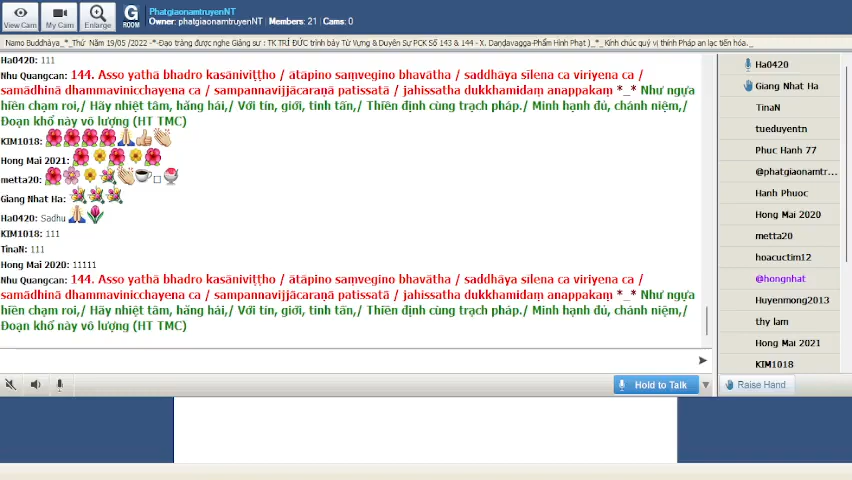 View Cam
My Cam
Enlarge
G
ROOM
PhatgiaonamtruyenNT
Owner: phatgiaonamtruyenNT | Members: 21 | Cams: 0
Namo Buddhàya_*_Thứ Năm 19/05 /2022 -*-Đạo tràng được nghe Giảng sư : TK TRÍ ĐỨC trình bày Từ Vựng & Duyên Sự PCK Số 143 & 144 - X. Daṇḍavagga-Phẩm Hình Phạt )_*_Kính chúc quý vị thính Pháp an lạc tiến hóa._
Ha0420: 111
Nhu Quangcan: 144. Asso yathā bhadro kasāniviṭṭho / ātāpino saṃvegino bhavātha / saddhāya sīlena ca viriyena ca /
samādhinā dhammavinicchayena ca / sampannavijjācaraṇā patissatā / jahissatha dukkhamidaṃ anappakaṃ *_* Như ngựa
hiền chạm roi,/ Hãy nhiệt tâm, hăng hái,/ Với tín, giới, tinh tấn,/ Thiền định cùng trạch pháp./ Minh hạnh đủ, chánh niệm,/
Đoạn khổ này vô lượng (HT TMC)
KIM1018:
Hong Mai 2021:
metta20:
Giang Nhat Ha:
Ha0420: Sadhu
KIM1018: 111
TinaN: 111
Hong Mai 2020: 11111
Nhu Quangcan: 144. Asso yathā bhadro kasāniviṭṭho / ātāpino saṃvegino bhavātha / saddhāya sīlena ca viriyena ca /
samādhinā dhammavinicchayena ca / sampannavijjācaraṇā patissatā / jahissatha dukkhamidaṃ anappakaṃ *_* Như ngựa
hiền chạm roi,/ Hãy nhiệt tâm, hăng hái,/ Với tín, giới, tinh tấn,/ Thiền định cùng trạch pháp./ Minh hạnh đủ, chánh niệm,/
Đoạn khổ này vô lượng (HT TMC)
Hold to Talk
Ha0420
Giang Nhat Ha
TinaN
tueduyentn
Phuc Hanh 77
@phatgiaonamtr...
Hanh Phuoc
Hong Mai 2020
metta20
hoacuctim12
@hongnhat
Huyenmong2013
thy lam
Hong Mai 2021
KIM1018
Raise Hand